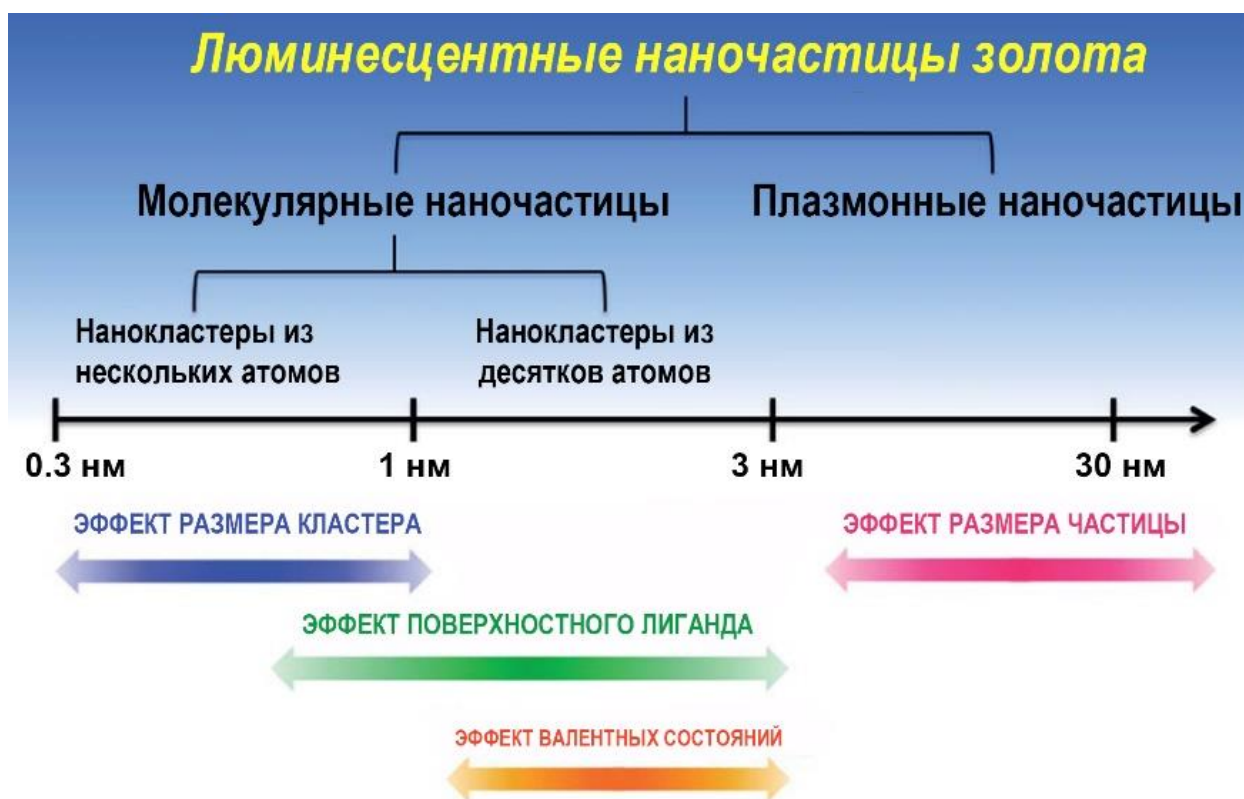 Люминесцентные наночастицы золота
Молекулярные наночастицы
Плазмонные наночастицы
Нанокластеры из
нескольких атомов
Нанокластеры из
десятков атомов
0.3 нм
1 нм
3 нм
30 нм
ЭФФЕКТ РАЗМЕРА КЛАСТЕРА
ЭФФЕКТ РАЗМЕРА ЧАСТИЦЫ
ЭФФЕКТ ПОВЕРХНОСТНОГО ЛИГАНДА
ЭФФЕКТ ВАЛЕНТНЫХ СОСТОЯНИЙ